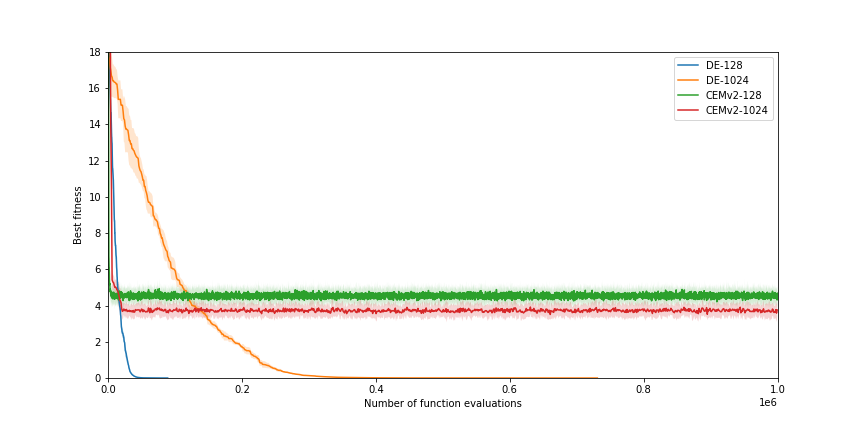 18
16
14
12
10
8
6
4
2
0
Best fitness
0.0
0.2
0.4
0.6
0.8
1.0
1e6
Number of function evaluations
DE-128
DE-1024
CEMv2-128
CEMv2-1024